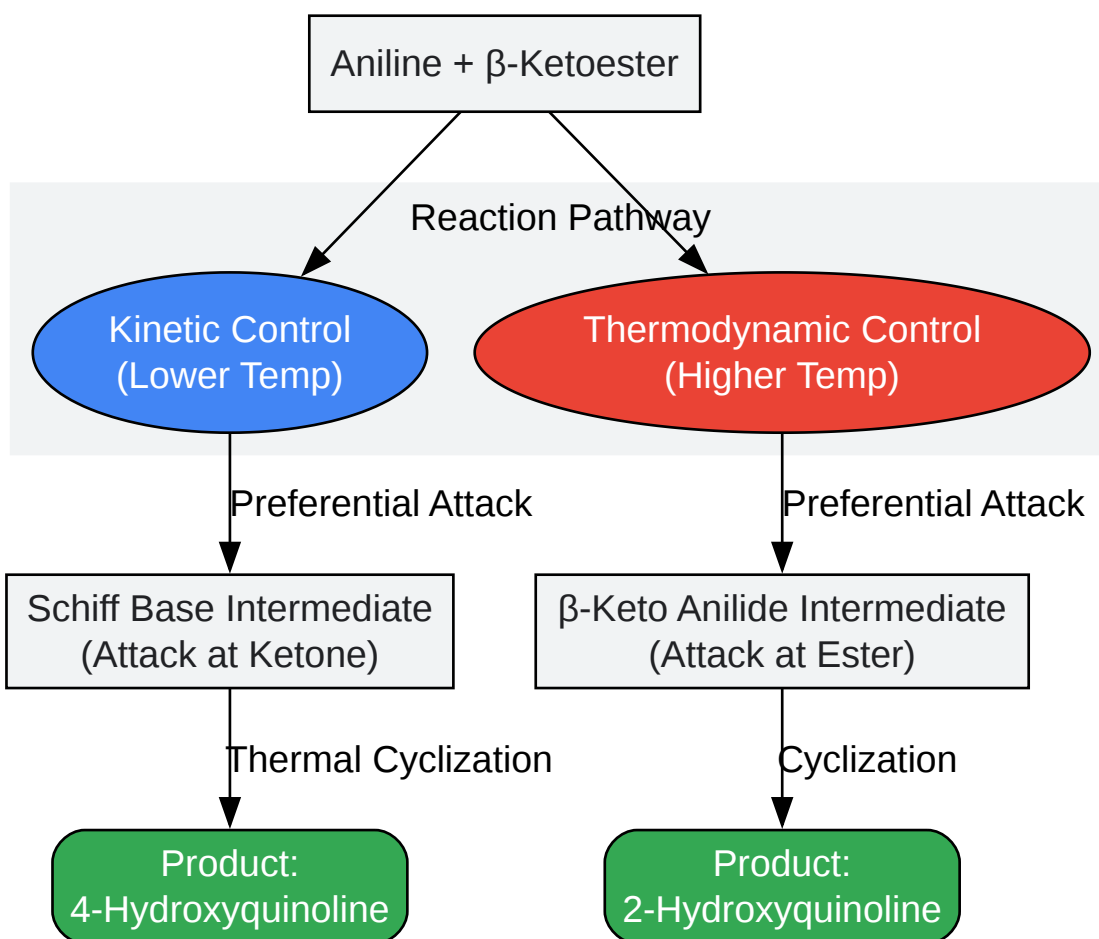 Aniline + β-Ketoester
Reaction Pathway
Kinetic Control
(Lower Temp)
Thermodynamic Control
(Higher Temp)
Preferential Attack
Preferential Attack
Schiff Base Intermediate
(Attack at Ketone)
β-Keto Anilide Intermediate
(Attack at Ester)
Thermal Cyclization
Cyclization
Product:
4-Hydroxyquinoline
Product:
2-Hydroxyquinoline